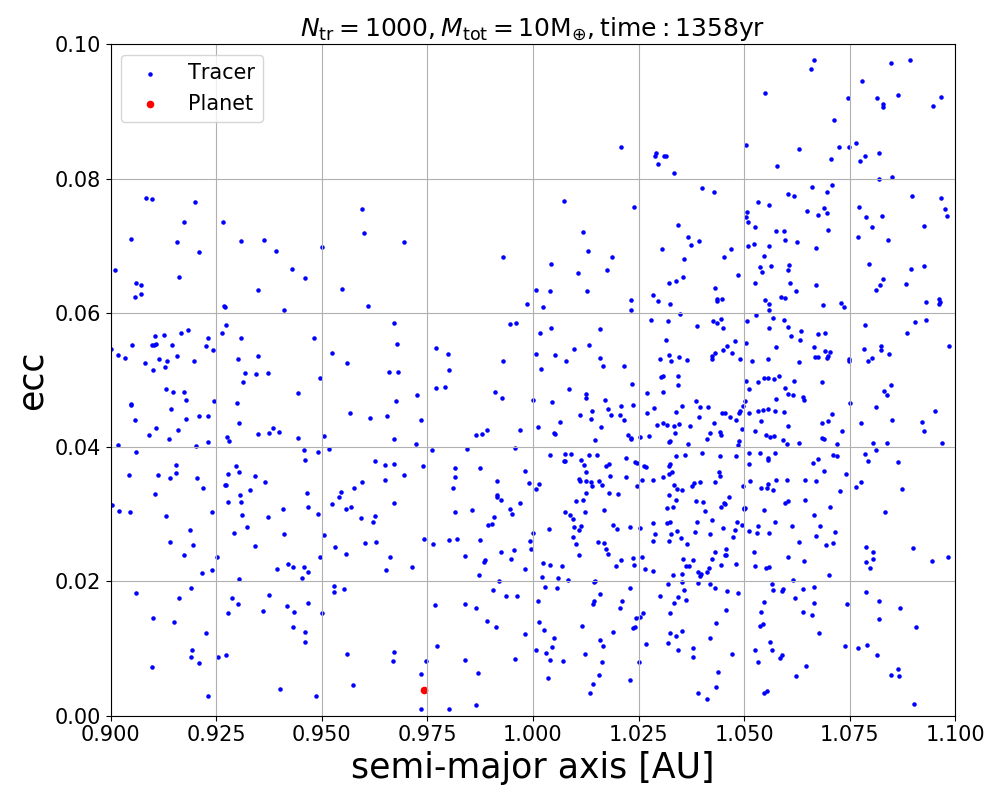 N_tr = 1000, M_tot = 10M_⊕, time : 1358yr
Tracer
Planet
ecc
0.10
0.08
0.06
0.04
0.02
0.00
0.900 0.925 0.950 0.975 1.000 1.025 1.050 1.075 1.100
semi-major axis [AU]